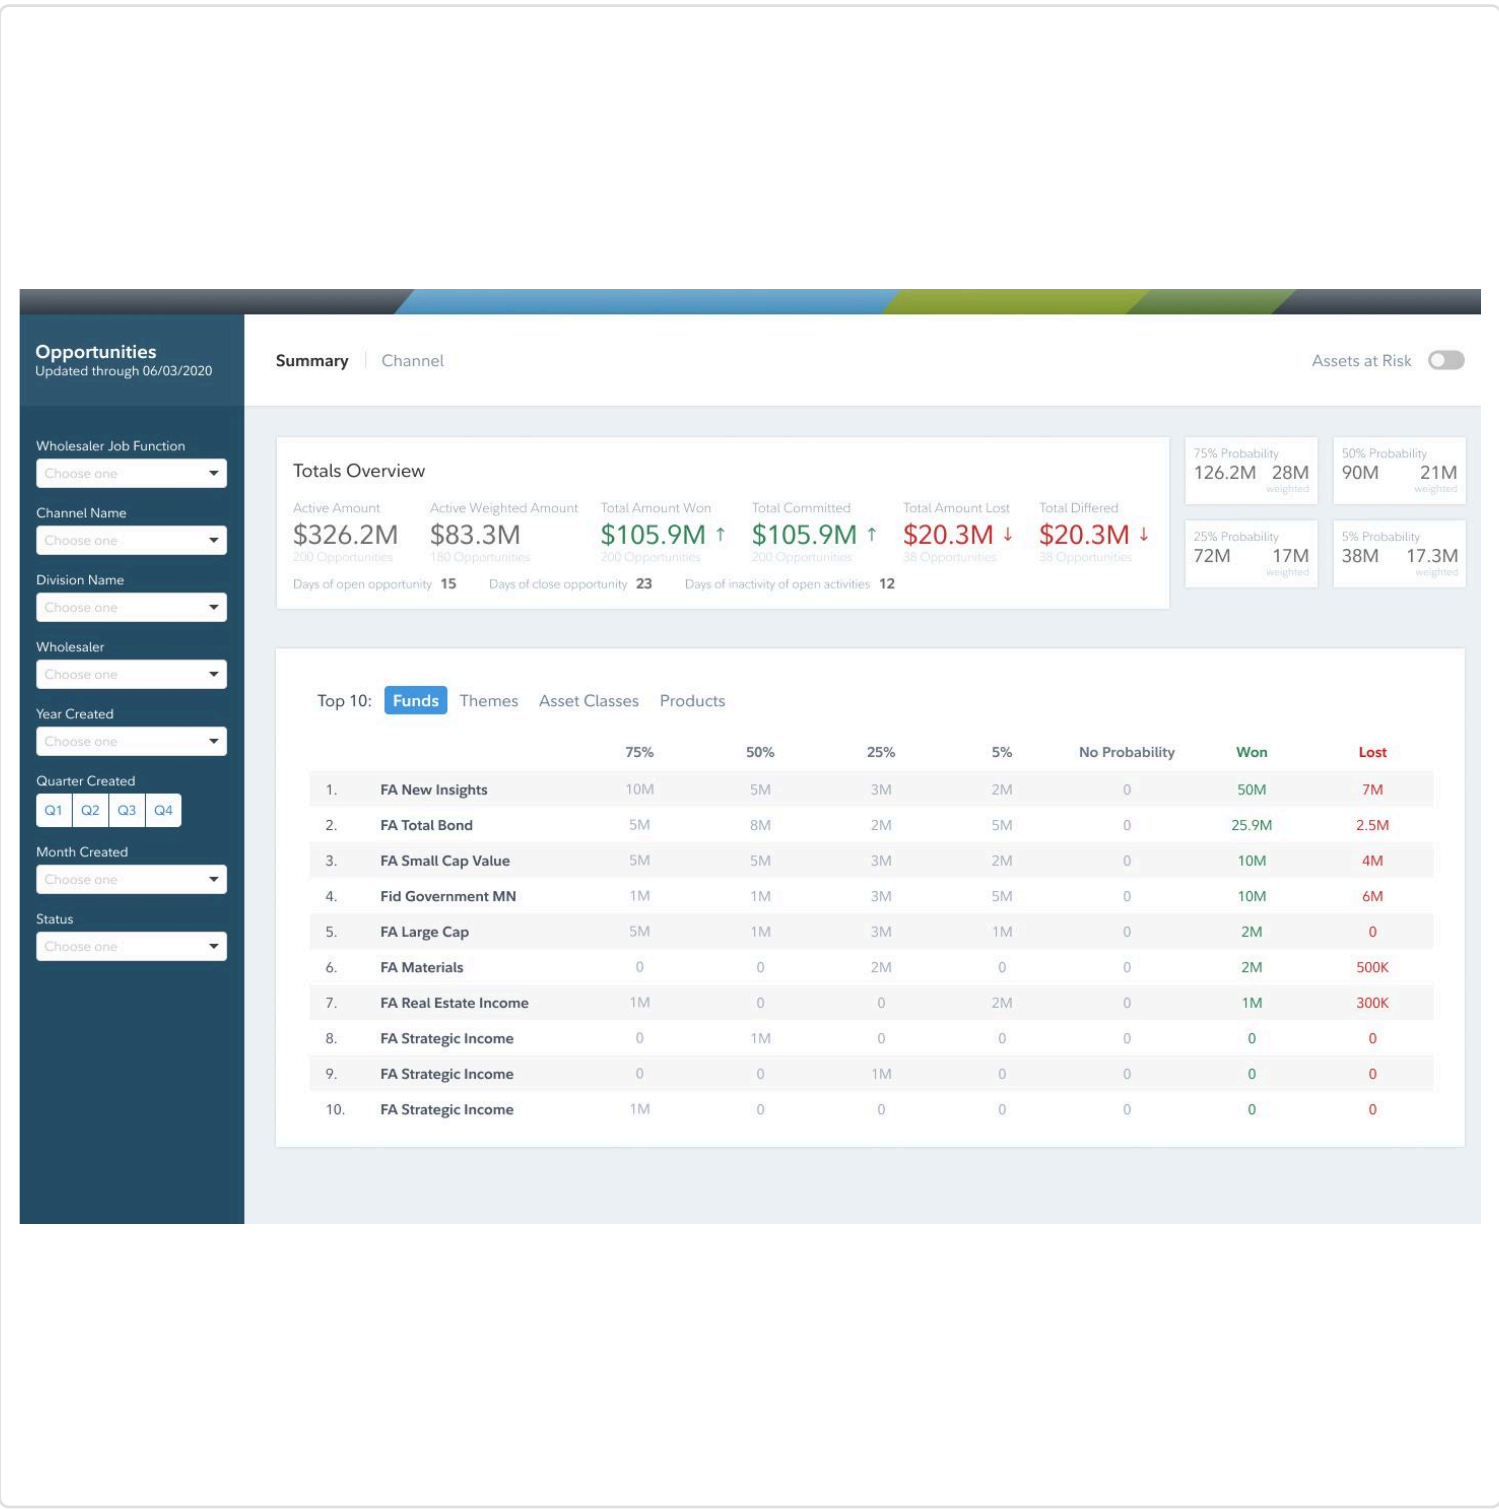 Opportunities
Updated through 06/03/2020
Summary Channel Assets at Risk
Wholesaler Job Function
Choose one
Channel Name
Choose one
Division Name
Choose one
Wholesaler
Choose one
Year Created
Choose one
Quarter Created
Q1 Q2 Q3 Q4
Month Created
Choose one
Status
Choose one
Totals Overview
Active Amount Active Weighted Amount Total Amount Won Total Committed Total Amount Lost Total Differed
$326.2M $83.3M $105.9M ↑ $105.9M ↑ $20.3M ↓ $20.3M ↓
200 Opportunities 180 Opportunities 200 Opportunities 200 Opportunities 38 Opportunities 38 Opportunities
Days of open opportunity 15 Days of close opportunity 23 Days of inactivity of open activities 12
75% Probability
126.2M 28M
weighted
50% Probability
90M 21M
weighted
25% Probability
72M 17M
weighted
5% Probability
38M 17.3M
weighted
Top 10: Funds Themes Asset Classes Products
75% 50% 25% 5% No Probability Won Lost
1. FA New Insights 10M 5M 3M 2M 0 50M 7M
2. FA Total Bond 5M 8M 2M 5M 0 25.9M 2.5M
3. FA Small Cap Value 5M 5M 3M 2M 0 10M 4M
4. Fid Government MN 1M 1M 3M 5M 0 10M 6M
5. FA Large Cap 5M 1M 3M 1M 0 2M 0
6. FA Materials 0 0 2M 0 0 2M 500K
7. FA Real Estate Income 1M 0 0 2M 0 1M 300K
8. FA Strategic Income 0 1M 0 0 0 0 0
9. FA Strategic Income 0 0 1M 0 0 0 0
10. FA Strategic Income 1M 0 0 0 0 0 0